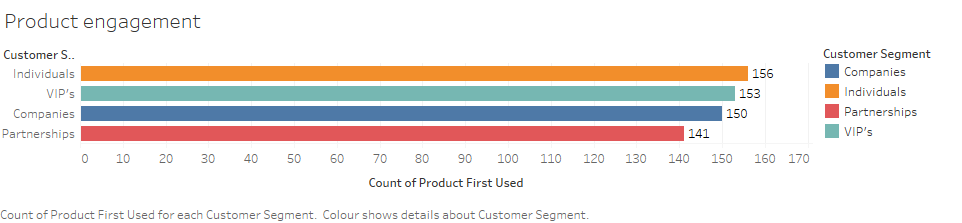 Product engagement
Customer S..
Individuals 156
VIP's 153
Companies 150
Partnerships 141
0 10 20 30 40 50 60 70 80 90 100 110 120 130 140 150 160 170
Count of Product First Used
Customer Segment
Companies
Individuals
Partnerships
VIP's
Count of Product First Used for each Customer Segment. Colour shows details about Customer Segment.